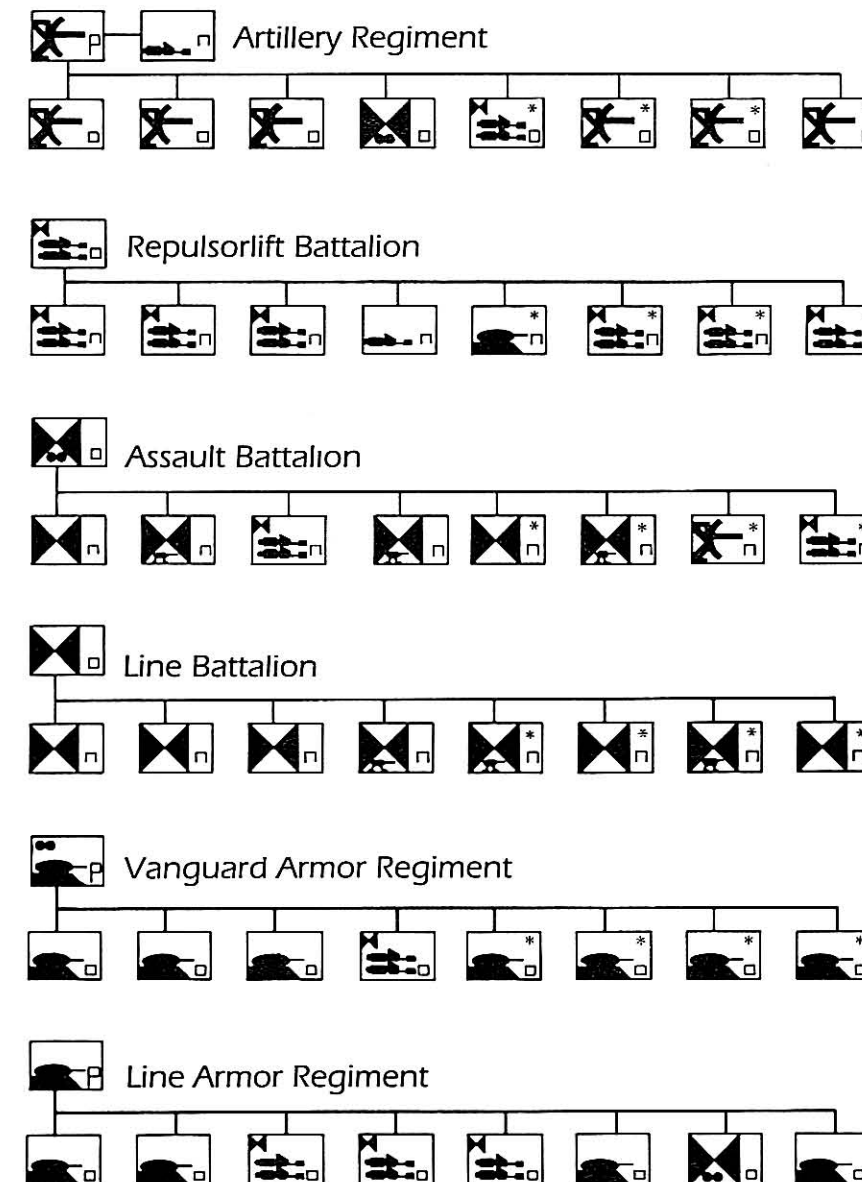 Artillery Regiment
Repulsorlift Battalion
Assault Battalion
Line Battalion
Vanguard Armor Regiment
Line Armor Regiment